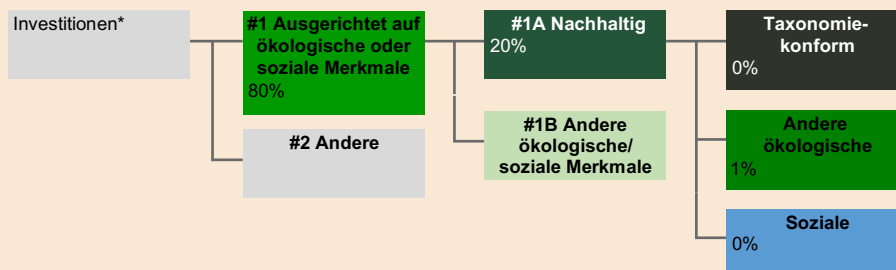 Investitionen*
#1 Ausgerichtet auf
ökologische oder
soziale Merkmale
80%
#2 Andere
#1A Nachhaltig
20%
#1B Andere
ökologische/
soziale Merkmale
Taxonomie-
konform
0%
Andere
ökologische
1%
Soziale
0%